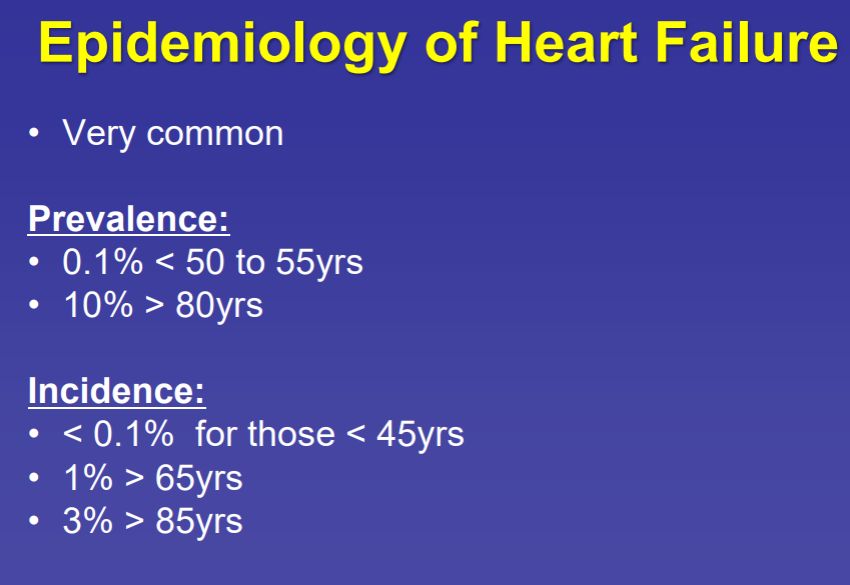 Epidemiology of Heart Failure
• Very common
Prevalence:
• 0.1% < 50 to 55yrs
• 10% > 80yrs
Incidence:
• < 0.1%  for those < 45yrs
• 1% > 65yrs
• 3% > 85yrs